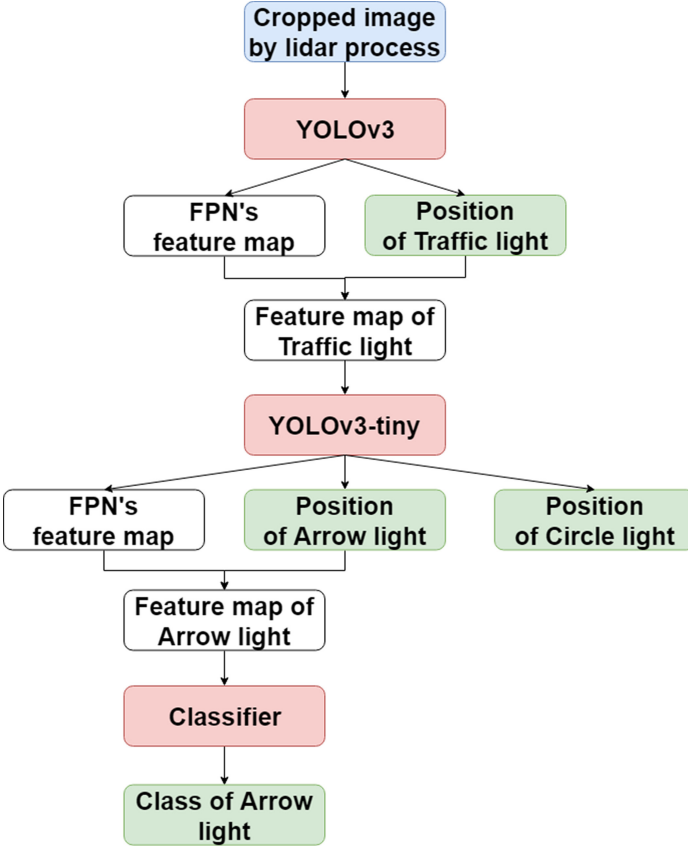 Cropped image
by lidar process
YOLOv3
FPN's
feature map
Position
of Traffic light
Feature map of
Traffic light
YOLOv3-tiny
FPN's
feature map
Position
of Arrow light
Position
of Circle light
Feature map of
Arrow light
Classifier
Class of Arrow
light